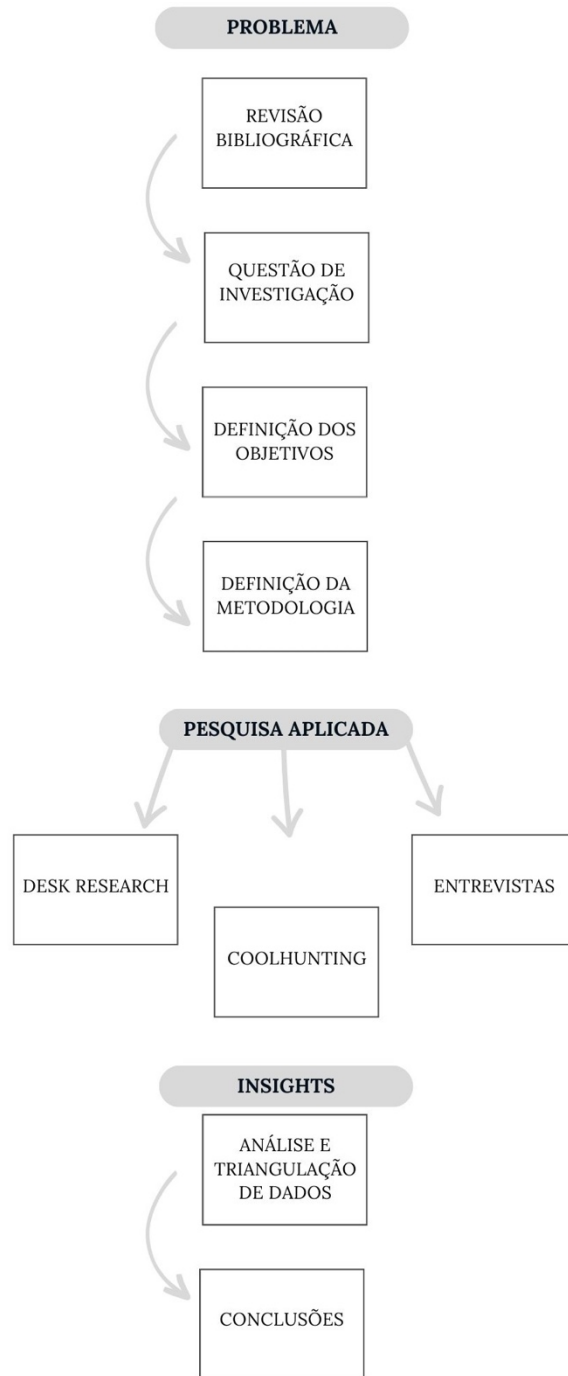 PROBLEMA
REVISÃO
BIBLIOGRÁFICA
QUESTÃO DE
INVESTIGAÇÃO
DEFINIÇÃO DOS
OBJETIVOS
DEFINIÇÃO DA
METODOLOGIA
PESQUISA APLICADA
DESK RESEARCH
ENTREVISTAS
COOLHUNTING
INSIGHTS
ANÁLISE E
TRIANGULAÇÃO
DE DADOS
CONCLUSÕES